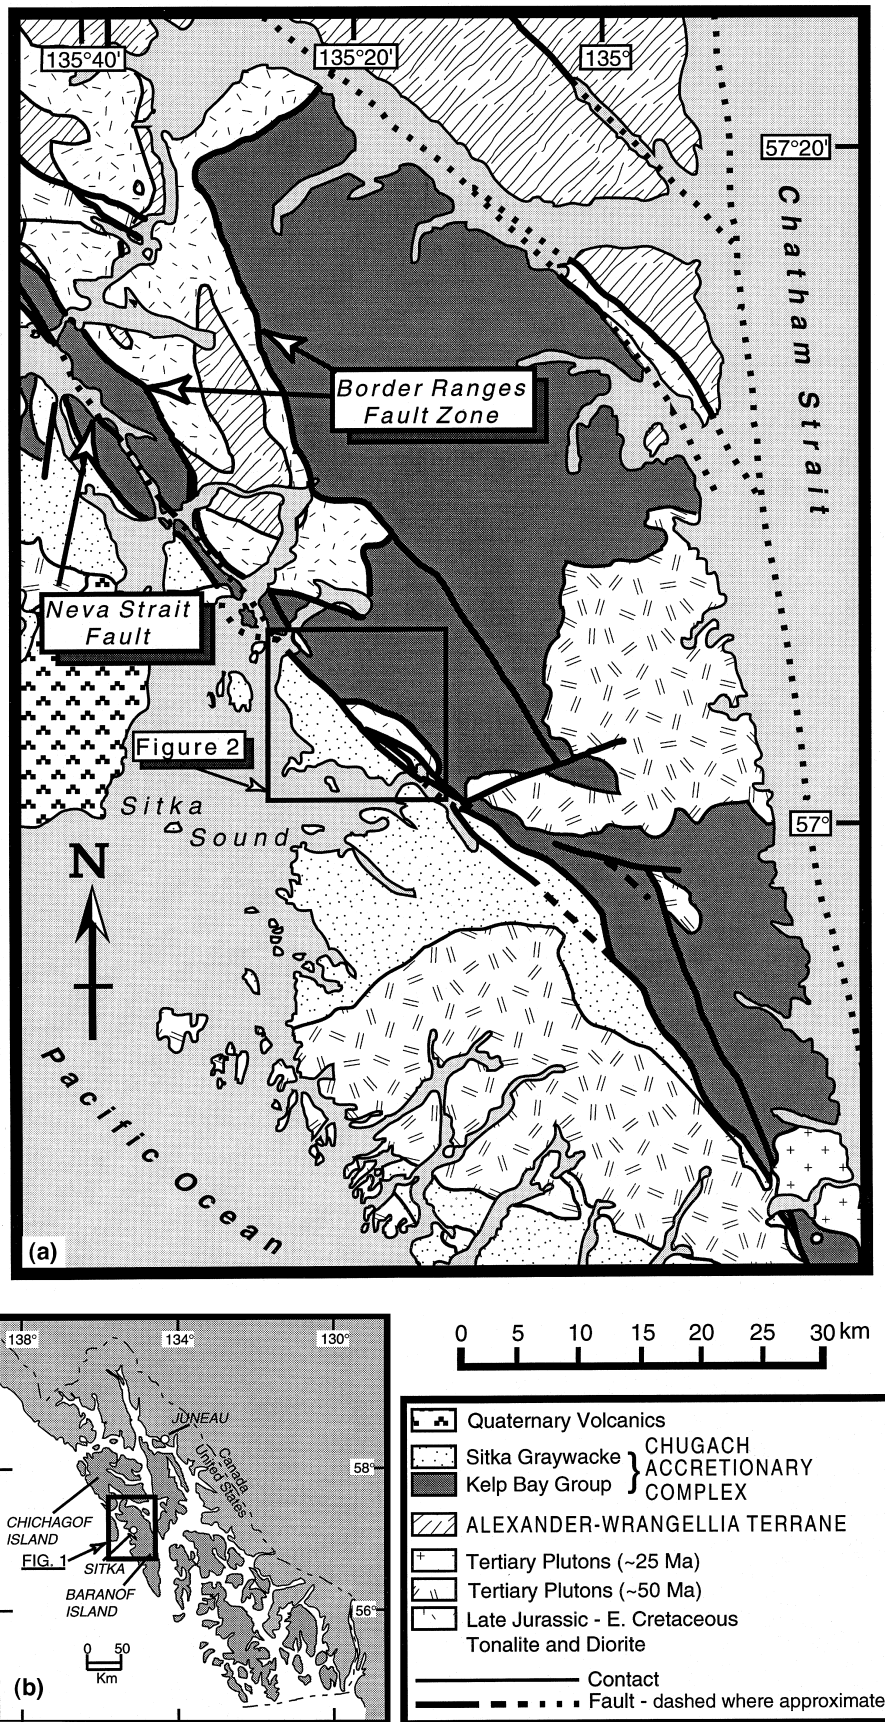 135°40'
135°20'
135°
57°20'
Chatham Strait
Border Ranges
Fault Zone
Neva Strait
Fault
Figure 2
Sitka
Sound
57°
N
Pacific Ocean
(a)
138°
134°
130°
JUNEAU
Canada
United States
58°
CHICHAGOF
ISLAND
FIG. 1
SITKA
BARANOF
ISLAND
56°
0 50
Km
(b)
0 5 10 15 20 25 30 km
Quaternary Volcanics
Sitka Graywacke
Kelp Bay Group
CHUGACH
ACCRETIONARY
COMPLEX
ALEXANDER-WRANGELLIA TERRANE
Tertiary Plutons (~25 Ma)
Tertiary Plutons (~50 Ma)
Late Jurassic - E. Cretaceous
Tonalite and Diorite
Contact
Fault - dashed where approximate